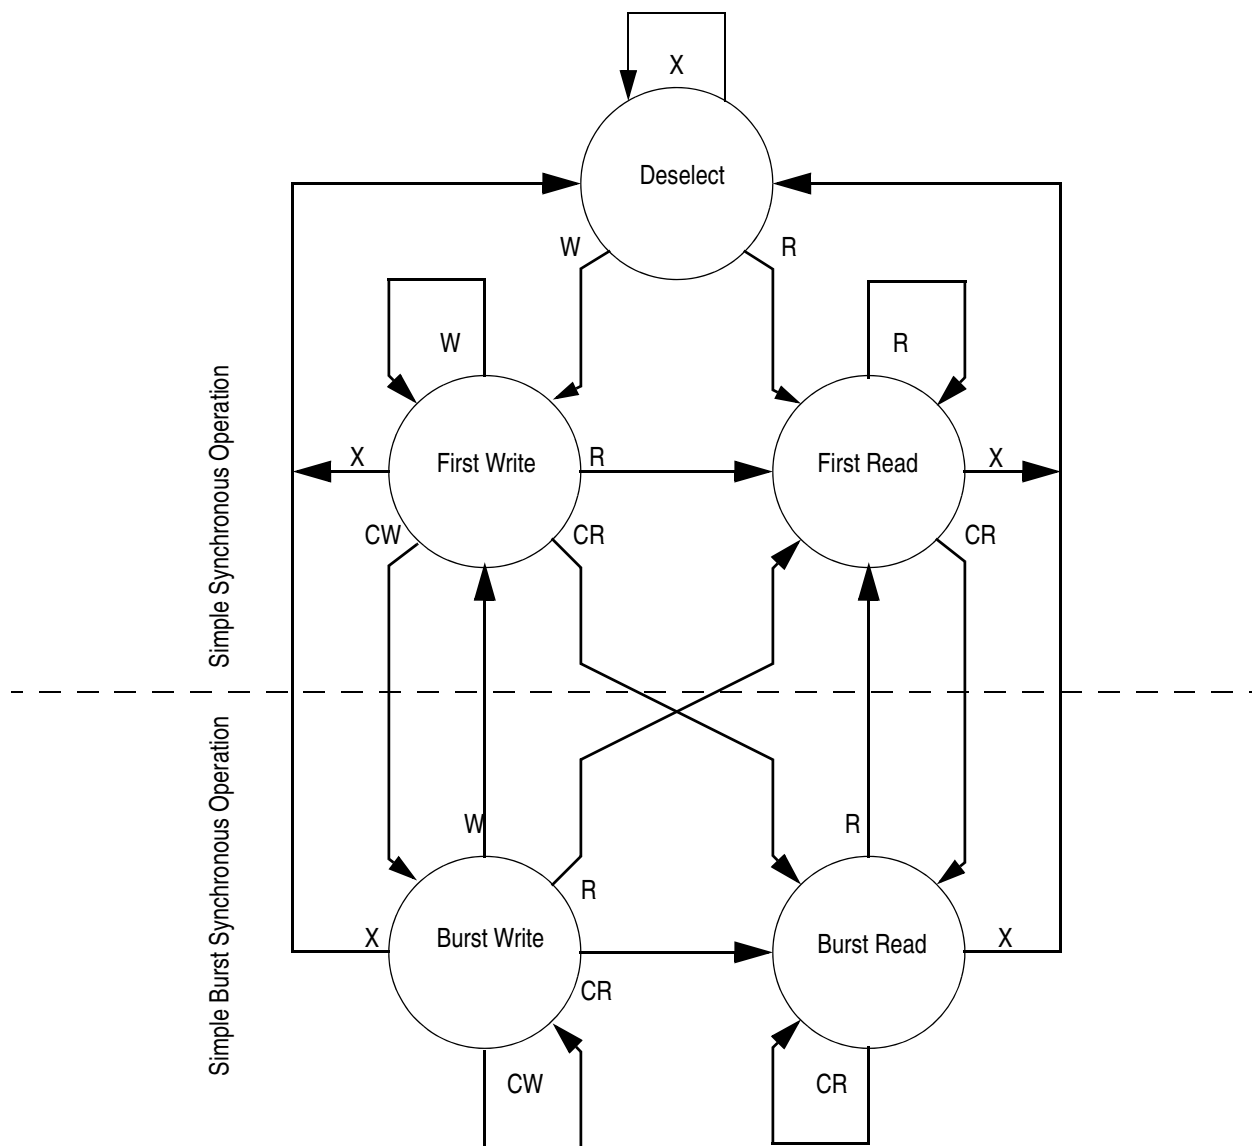 X
Deselect
W
R
W
R
Simple Synchronous Operation
X
First Write
R
First Read
X
CW
CR
CR
Simple Burst Synchronous Operation
W
R
R
X
Burst Write
Burst Read
X
CR
CW
CR